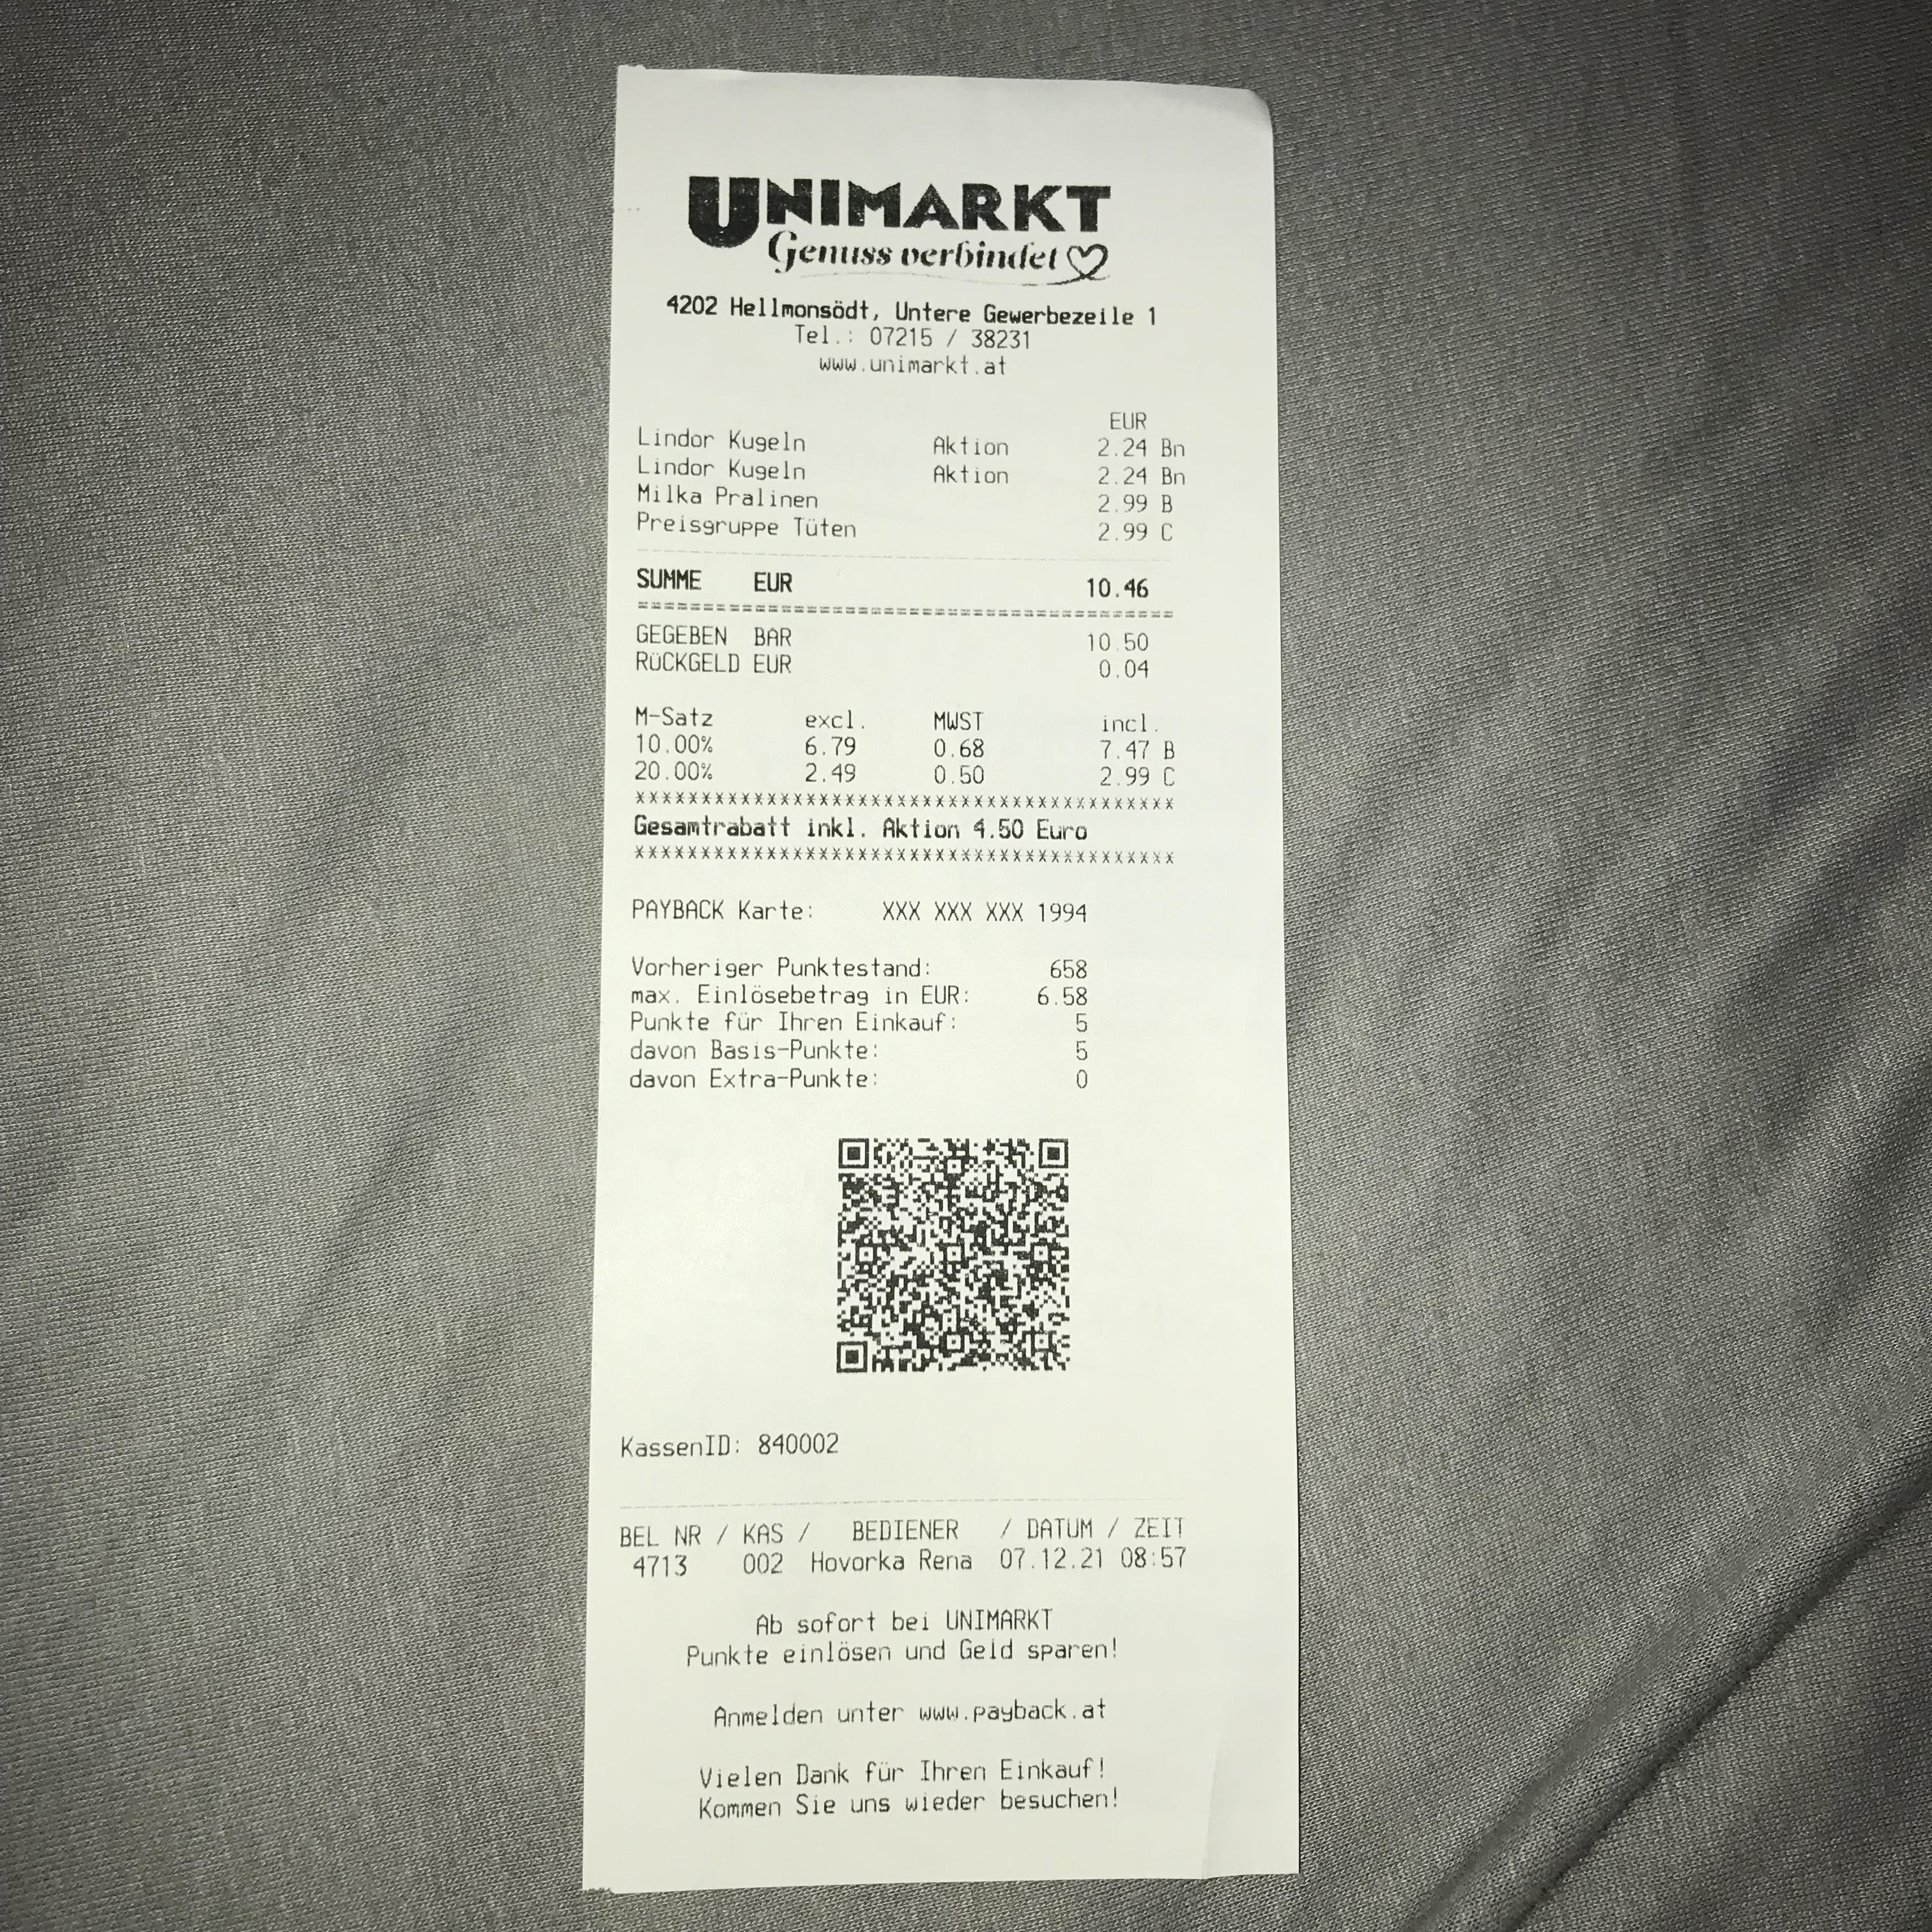 UNIMARKT
Genuss verbindet
4202 Hellmonsödt, Untere Gewerbezeile 1
Tel.: 07215 / 38231
www.unimarkt.at
EUR
Lindor Kugeln Aktion 2.24 Bn
Lindor Kugeln Aktion 2.24 Bn
Milka Pralinen 2.99 B
Preisgruppe Tüten 2.99 C
SUMME EUR 10.46
=========================================
GEGEBEN BAR 10.50
RÜCKGELD EUR 0.04
M-Satz excl. MWST incl.
10.00% 6.79 0.68 7.47 B
20.00% 2.49 0.50 2.99 C
xxxxxxxxxxxxxxxxxxxxxxxxxxxxxxxxxxxxxxxxxx
Gesamtrabatt inkl. Aktion 4.50 Euro
xxxxxxxxxxxxxxxxxxxxxxxxxxxxxxxxxxxxxxxxxx
PAYBACK Karte: XXX XXX XXX 1994
Vorheriger Punktestand: 658
max. Einlösebetrag in EUR: 6.58
Punkte für Ihren Einkauf: 5
davon Basis-Punkte: 5
davon Extra-Punkte: 0
KassenID: 840002
BEL NR / KAS / BEDIENER / DATUM / ZEIT
4713 002 Hovorka Rena 07.12.21 08:57
Ab sofort bei UNIMARKT
Punkte einlösen und Geld sparen!
Anmelden unter www.payback.at
Vielen Dank für Ihren Einkauf!
Kommen Sie uns wieder besuchen!